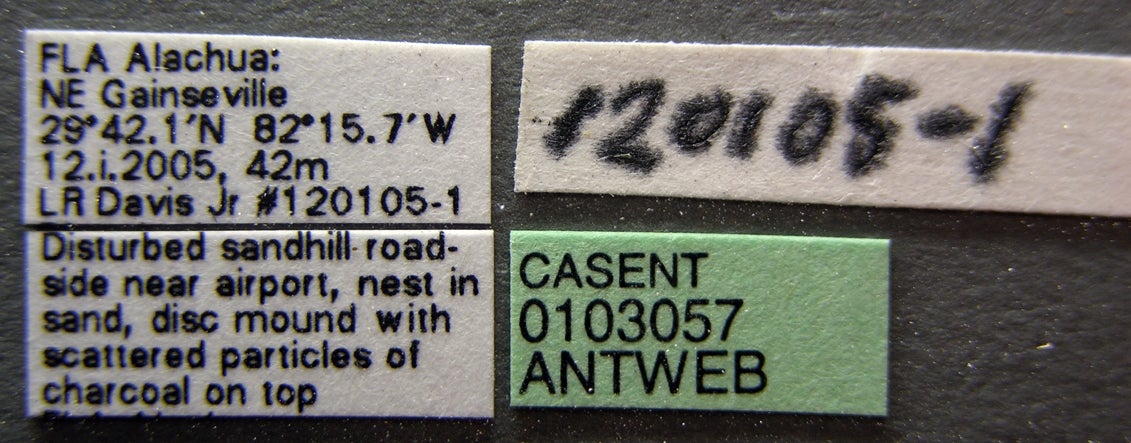 FLA Alachua:
NE Gainseville
29°42.1'N 82°15.7'W
12.i.2005, 42m
LR Davis Jr #120105-1
Disturbed sandhill road-
side near airport, nest in
sand, disc mound with
scattered particles of
charcoal on top
120105-1
CASENT
0103057
ANTWEB